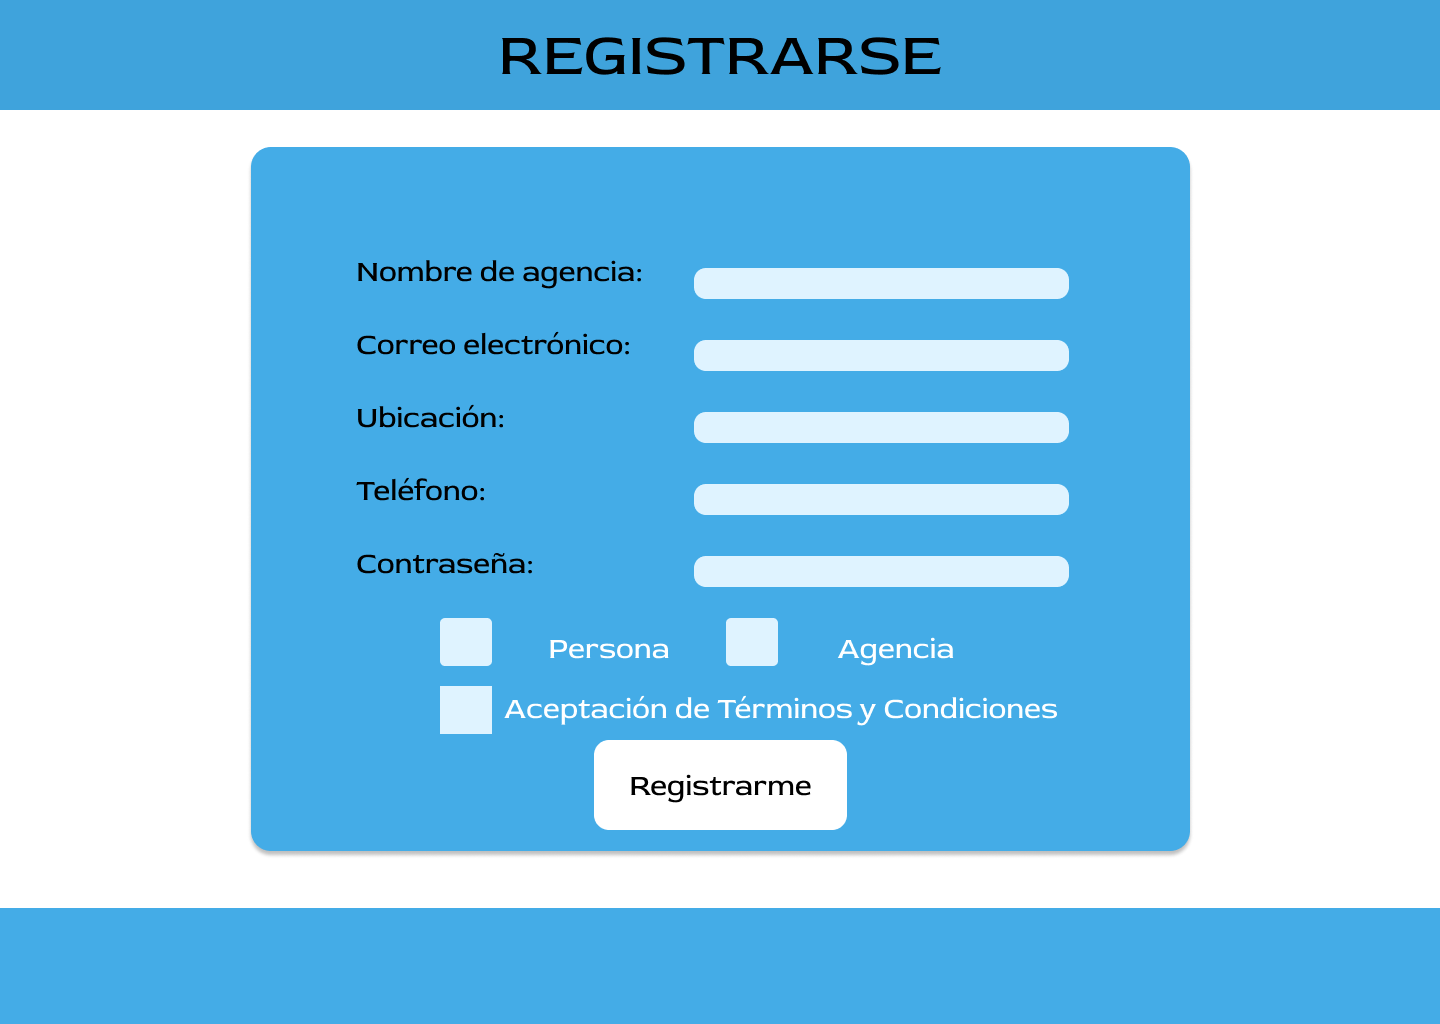 REGISTRARSE
Nombre de agencia:
Correo electrónico:
Ubicación:
Teléfono:
Contraseña:
Persona Agencia
Aceptación de Términos y Condiciones
Registrarme